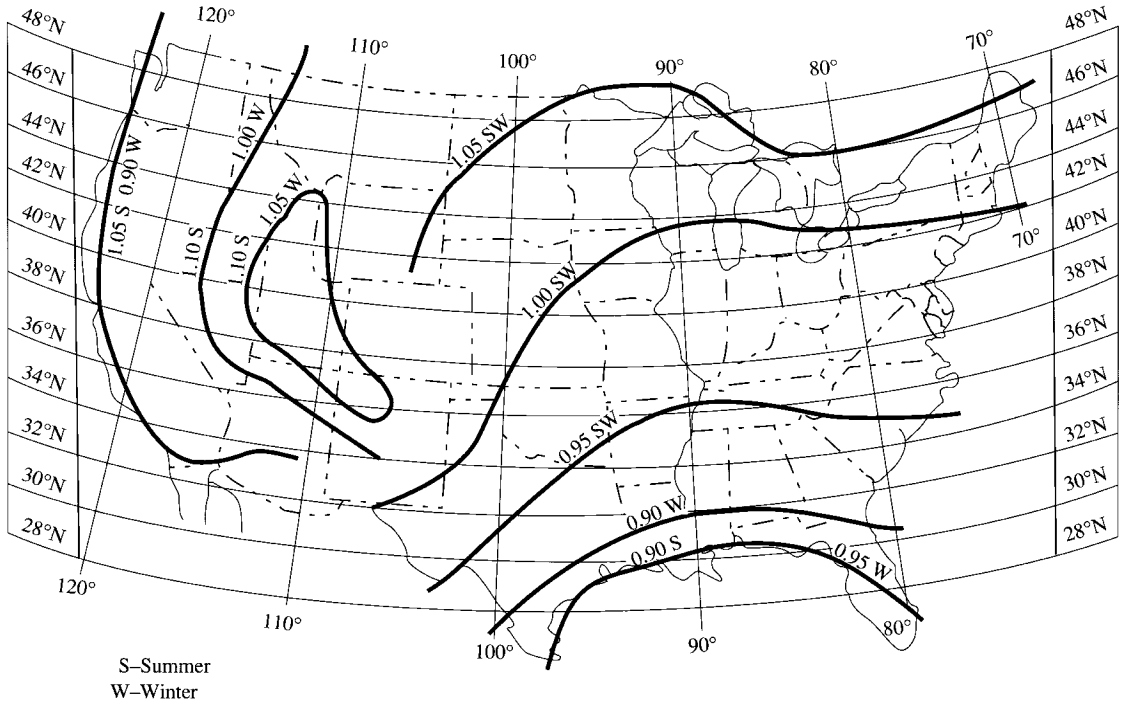 120°
110°
100°
90°
80°
70°
48°N
46°N
44°N
42°N
40°N
38°N
36°N
34°N
32°N
30°N
28°N
48°N
46°N
44°N
42°N
40°N
38°N
36°N
34°N
32°N
30°N
28°N
1.05 S 0.90 W
1.00 W
1.10 S
1.05 W
1.10 S
1.05 SW
1.00 SW
0.95 SW
0.90 W
0.90 S
0.95 W
70°
120°
110°
100°
90°
80°
S–Summer
W–Winter